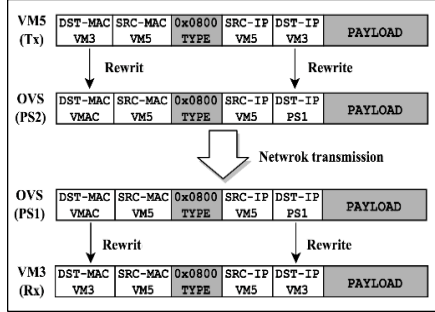 VM5 DST-MAC SRC-MAC 0x0800 SRC-IP DST-IP PAYLOAD
(Tx) VM3 VM5 TYPE VM5 VM3
Rewrit Rewrite
OVS DST-MAC SRC-MAC 0x0800 SRC-IP DST-IP PAYLOAD
(PS2) VMAC VM5 TYPE VM5 PS1
Netwrok transmission
OVS DST-MAC SRC-MAC 0x0800 SRC-IP DST-IP PAYLOAD
(PS1) VMAC VM5 TYPE VM5 PS1
Rewrit Rewrite
VM3 DST-MAC SRC-MAC 0x0800 SRC-IP DST-IP PAYLOAD
(Rx) VM3 VM5 TYPE VM5 VM3